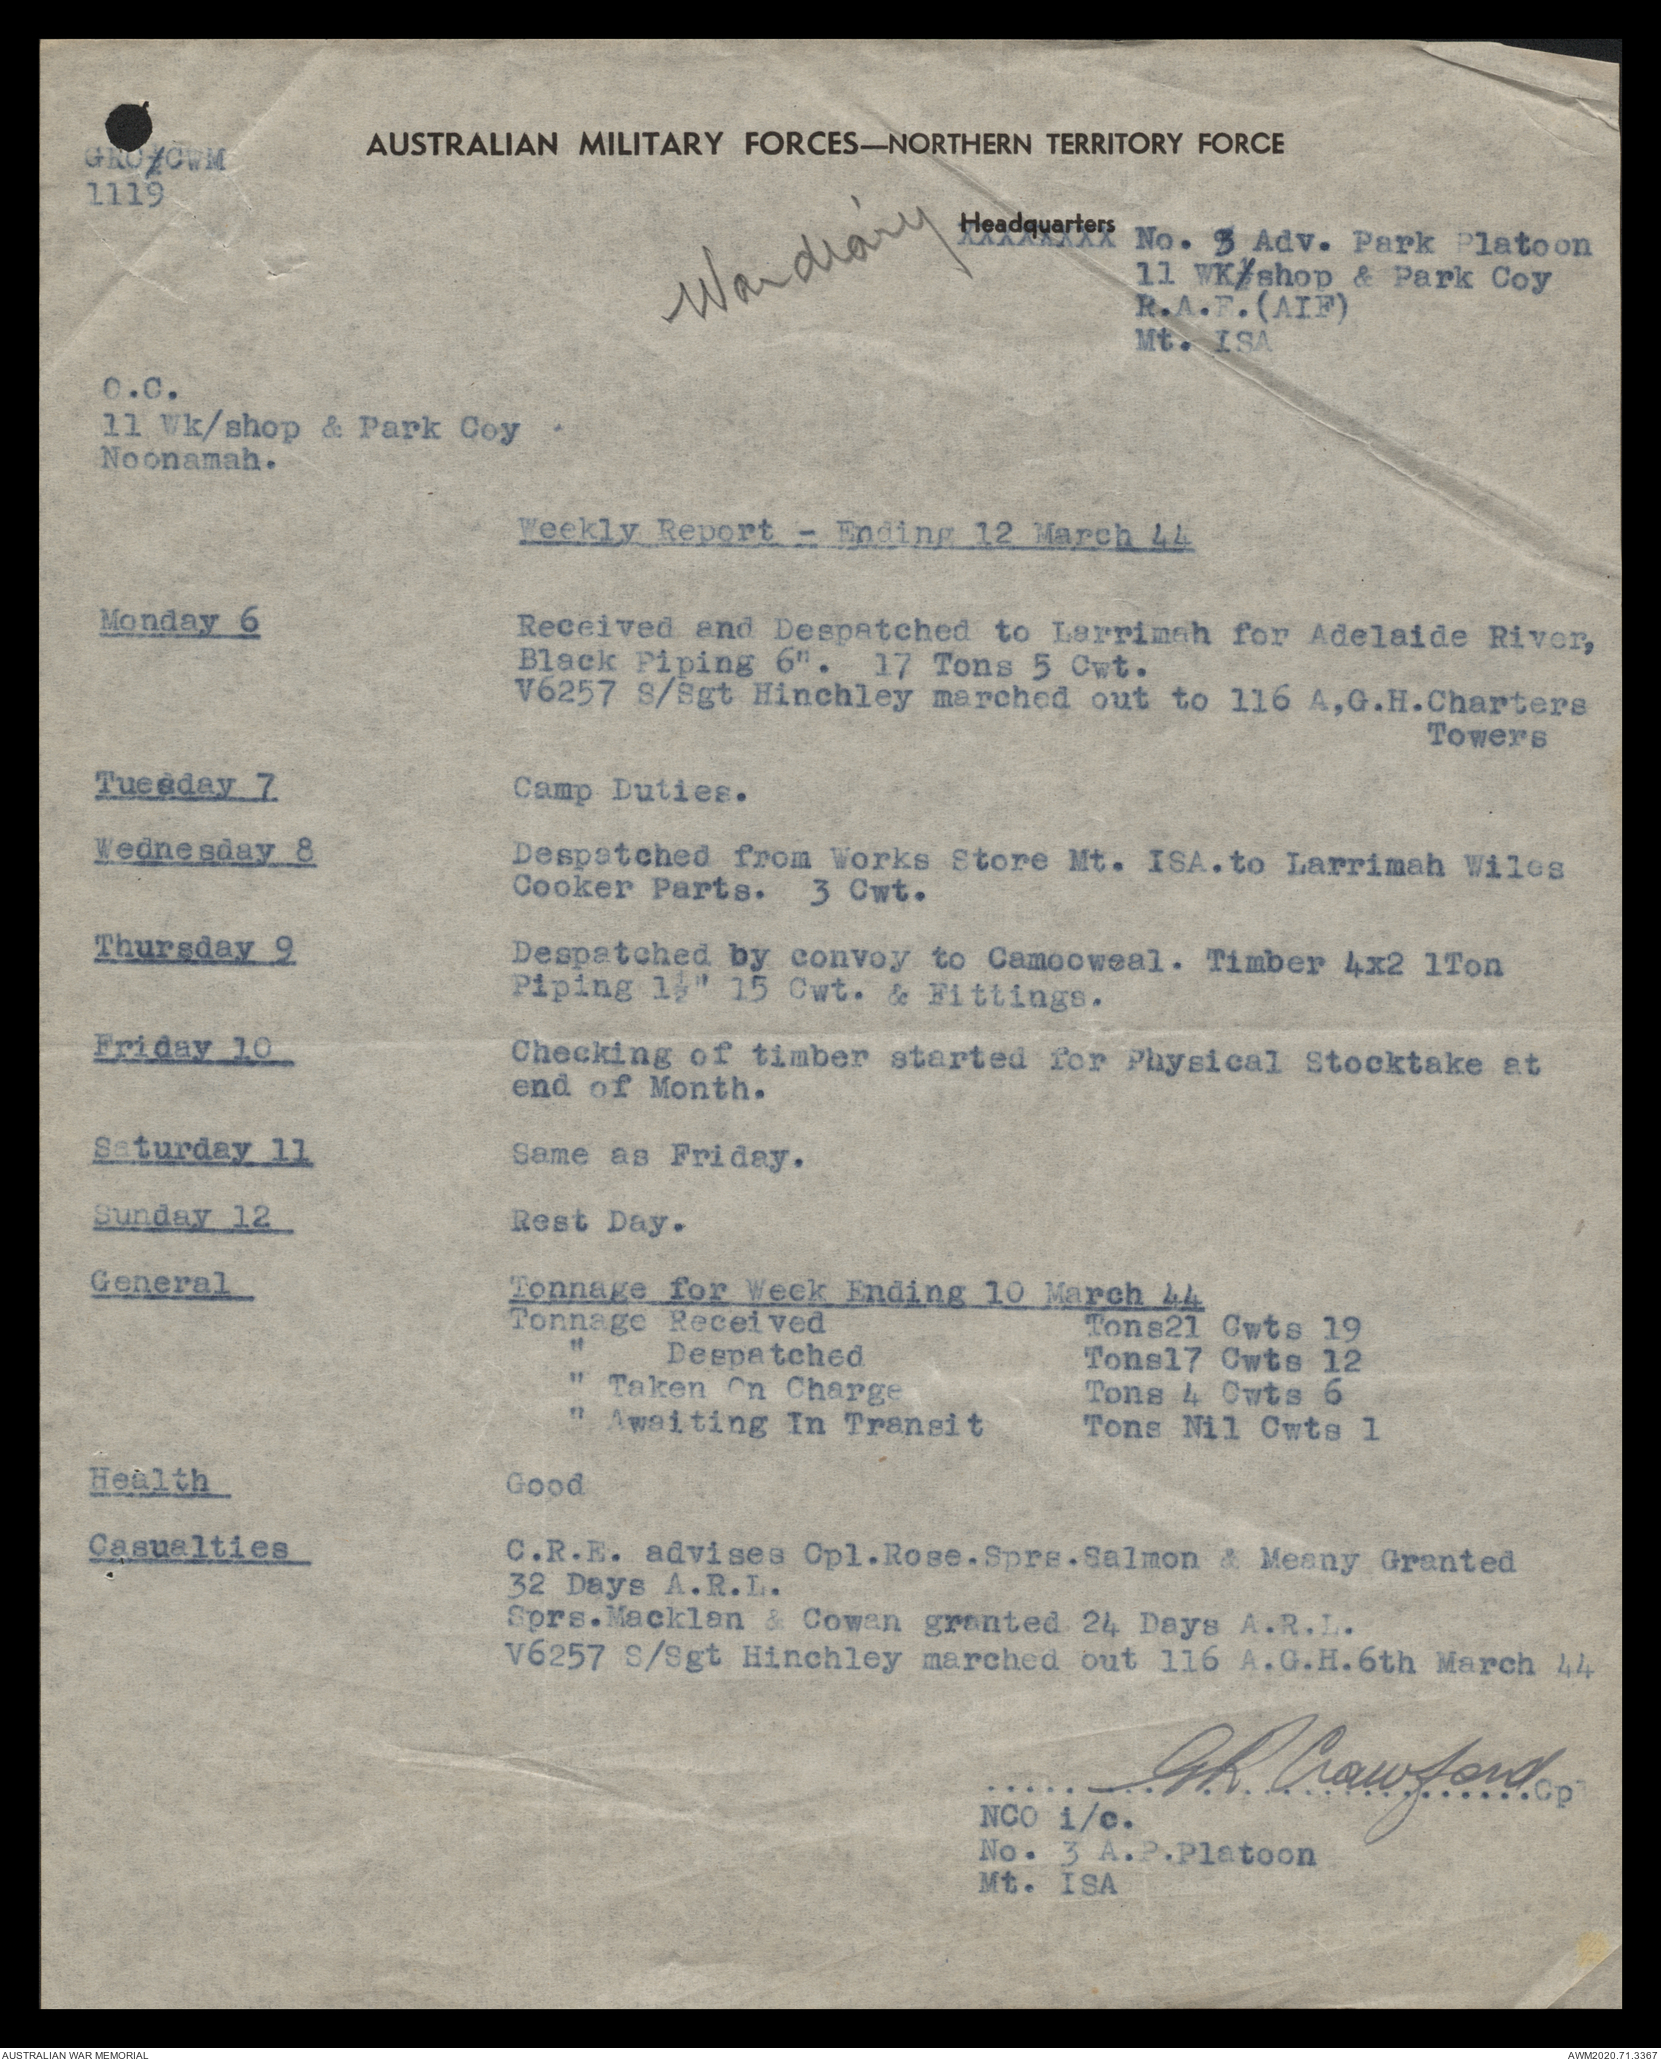 GRC/CWM
1119
AUSTRALIAN MILITARY FORCES—NORTHERN TERRITORY FORCE
War diary
Headquarters
xxxxxxxx No. 3 Adv. Park Platoon
11 WK/shop & Park Coy
R.A.E.(AIF)
Mt. ISA
O.C.
11 Wk/shop & Park Coy
Noonamah.
Weekly Report - Ending 12 March 44
Monday 6 Received and Despatched to Larrimah for Adelaide River,
Black Piping 6". 17 Tons 5 Cwt.
V6257 S/Sgt Hinchley marched out to 116 A,G.H.Charters
Towers
Tuesday 7 Camp Duties.
Wednesday 8 Despatched from Works Store Mt. ISA.to Larrimah Wiles
Cooker Parts. 3 Cwt.
Thursday 9 Despatched by convoy to Camooweal. Timber 4x2 1Ton
Piping 1½" 15 Cwt. & Fittings.
Friday 10 Checking of timber started for Physical Stocktake at
end of Month.
Saturday 11 Same as Friday.
Sunday 12 Rest Day.
General Tonnage for Week Ending 10 March 44
Tonnage Received Tons21 Cwts 19
" Despatched Tons17 Cwts 12
" Taken On Charge Tons 4 Cwts 6
" Awaiting In Transit Tons Nil Cwts 1
Health Good
Casualties C.R.E. advises Cpl.Rose.Sprs.Salmon & Meany Granted
32 Days A.R.L.
Sprs.Macklan & Cowan granted 24 Days A.R.L.
V6257 S/Sgt Hinchley marched out 116 A.G.H.6th March 44
GR Crawford Cpl
NCO i/c.
No. 3 A.P.Platoon
Mt. ISA
AUSTRALIAN WAR MEMORIAL AWM2020.71.3367